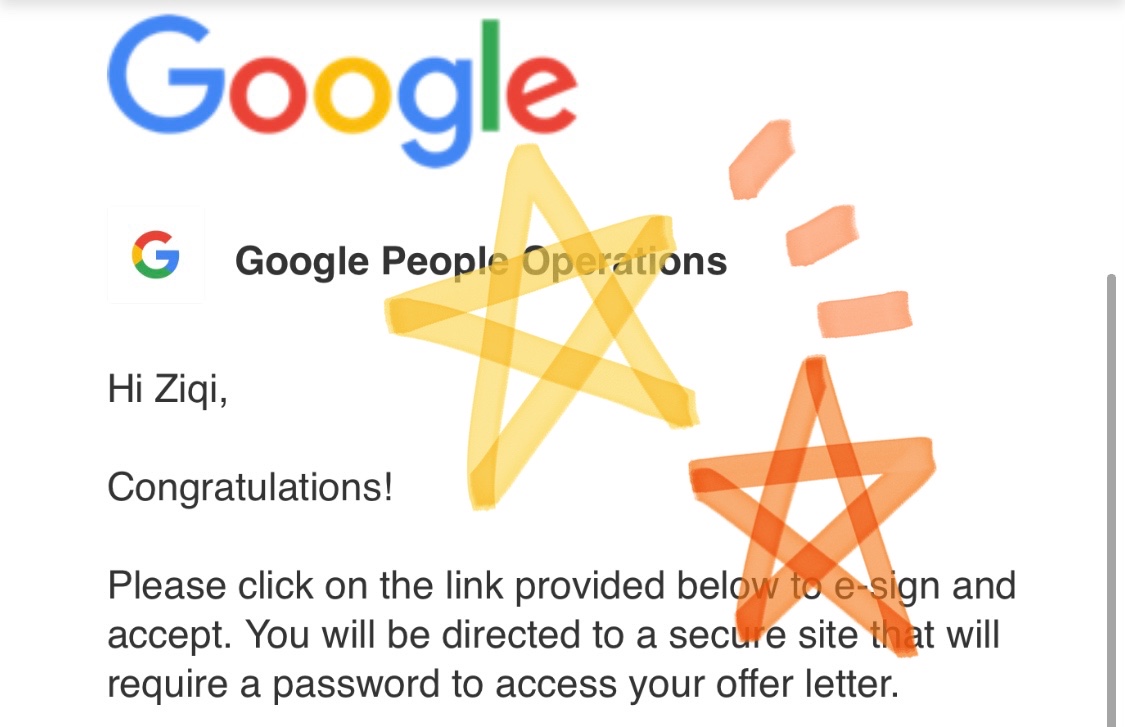 Google
Google People Operations
Hi Ziqi,
Congratulations!
Please click on the link provided below to e-sign and
accept. You will be directed to a secure site that will
require a password to access your offer letter.